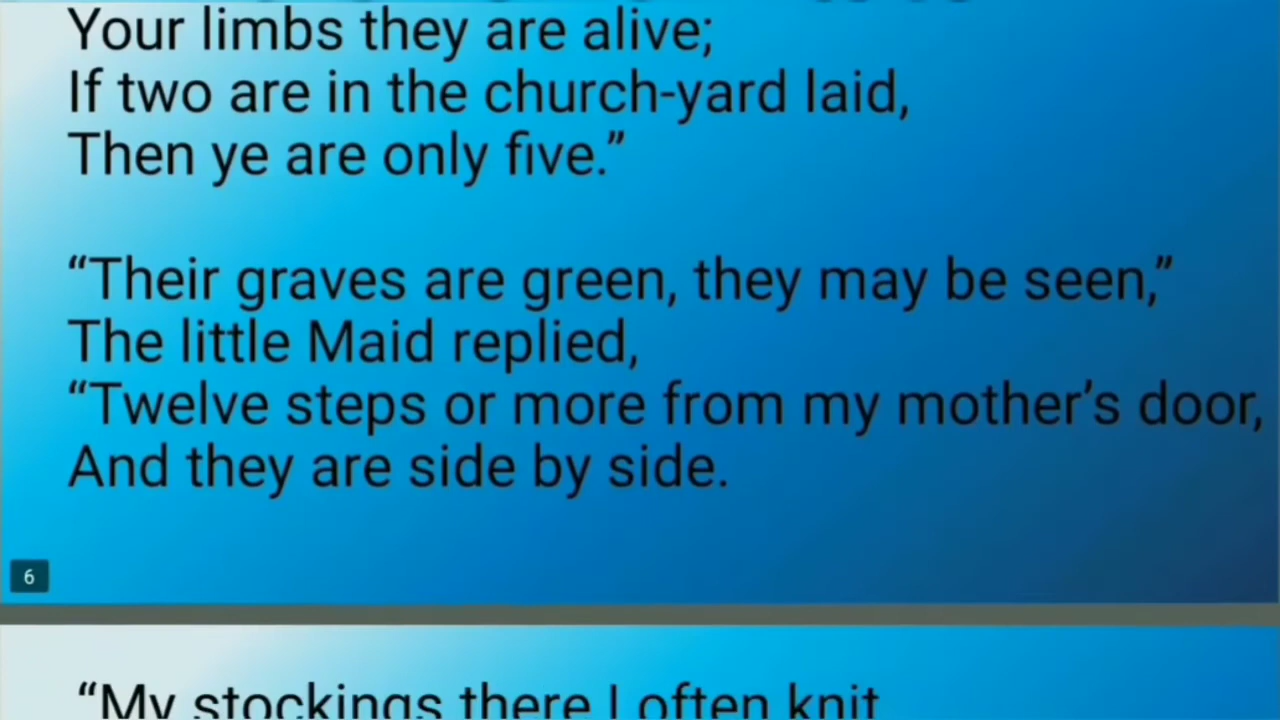 Your limbs they are alive;
If two are in the church-yard laid,
Then ye are only five.”
“Their graves are green, they may be seen,”
The little Maid replied,
“Twelve steps or more from my mother’s door,
And they are side by side.
6
“My stockings there I often knit